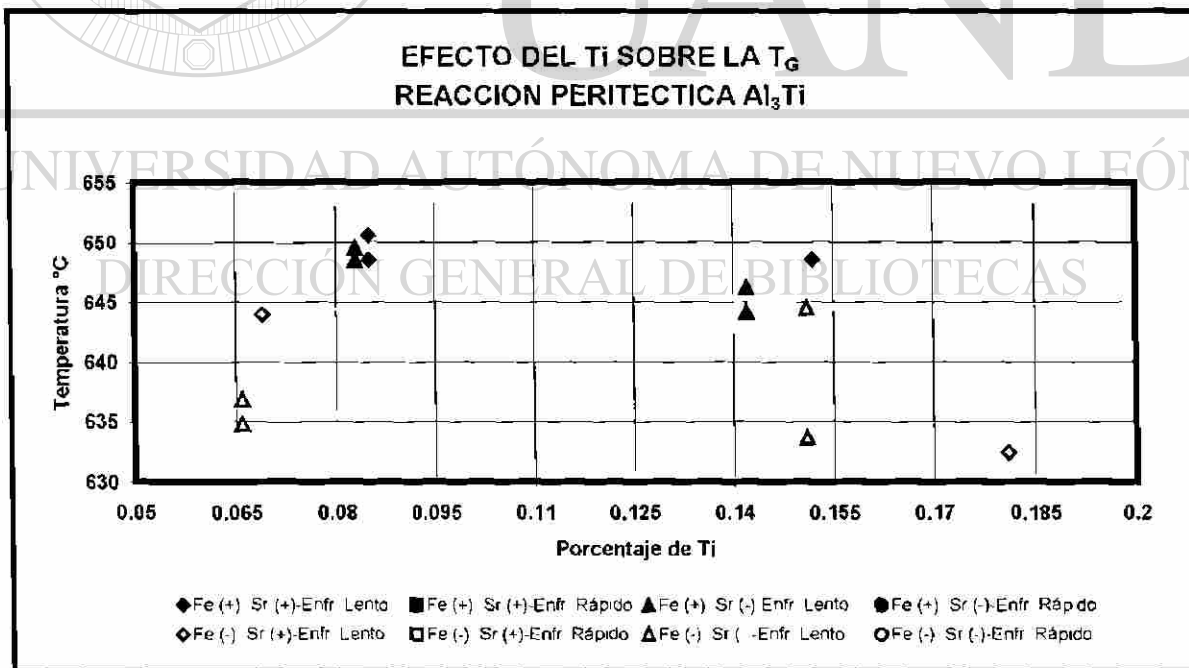 UANL
EFECTO DEL Ti SOBRE LA TG
REACCION PERITECTICA Al3Ti
UNIVERSIDAD AUTÓNOMA DE NUEVO LEÓN
DIRECCIÓN GENERAL DE BIBLIOTECAS
Temperatura °C
655
650
645
640
635
630
0.05 0.065 0.08 0.095 0.11 0.125 0.14 0.155 0.17 0.185 0.2
Porcentaje de Ti
Fe (+) Sr (+)-Enfr Lento Fe (+) Sr (+)-Enfr Rápido Fe (+) Sr (-) Enfr Lento Fe (+) Sr (-)-Enfr Rápido
Fe (-) Sr (+)-Enfr Lento Fe (-) Sr (+)-Enfr Rápido Fe (-) Sr ( -Enfr Lento Fe (-) Sr (-)-Enfr Rápido